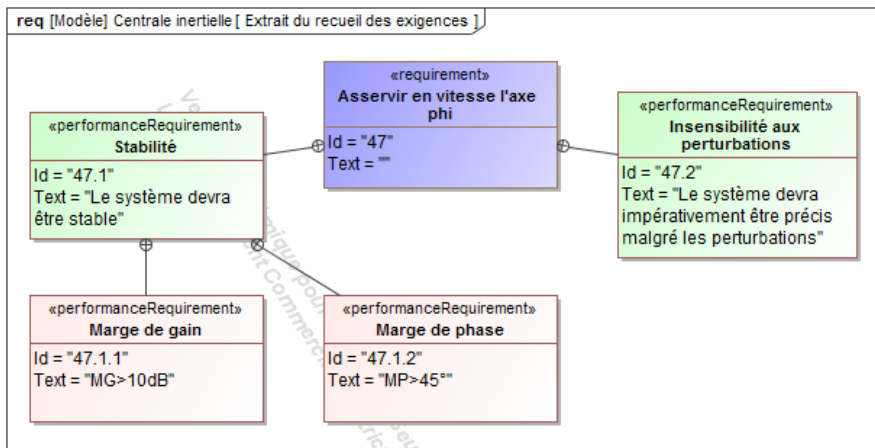 req [Modèle] Centrale inertielle [ Extrait du recueil des exigences ]
«requirement»
Asservir en vitesse l'axe
phi
Id = "47"
Text = ""
«performanceRequirement»
Stabilité
Id = "47.1"
Text = "Le système devra
être stable"
«performanceRequirement»
Insensibilité aux
perturbations
Id = "47.2"
Text = "Le système devra
impérativement être précis
malgré les perturbations"
«performanceRequirement»
Marge de gain
Id = "47.1.1"
Text = "MG>10dB"
«performanceRequirement»
Marge de phase
Id = "47.1.2"
Text = "MP>45°"